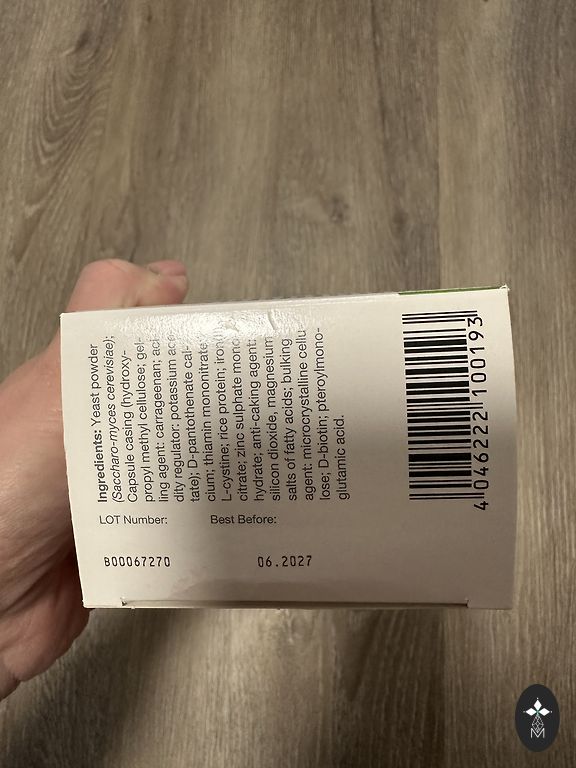 Ingredients: Yeast powder
(Saccharo-myces cerevisiae);
Capsule casing (hydroxy-
propyl methyl cellulose; gel-
ling agent: carrageenan; aci-
dity regulator: potassium ace-
tate); D-pantothenate cal-
cium; thiamin mononitrate;
L-cystine; rice protein; iron
citrate; zinc sulphate mono-
hydrate; anti-caking agent:
silicon dioxide, magnesium
salts of fatty acids; bulking
agent: microcrystalline cellu-
lose; D-biotin; pteroylmono-
glutamic acid.
LOT Number: Best Before:
B00067270 06.2027
4 046222 100193
M